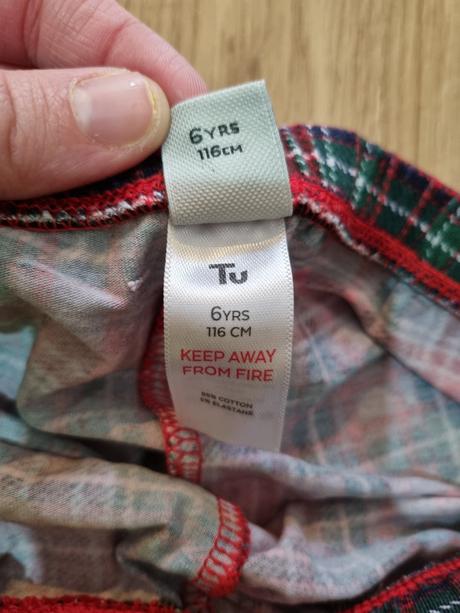 6YRS
116CM
Tu
6YRS
116 CM
KEEP AWAY
FROM FIRE
95% COTTON
5% ELASTANE